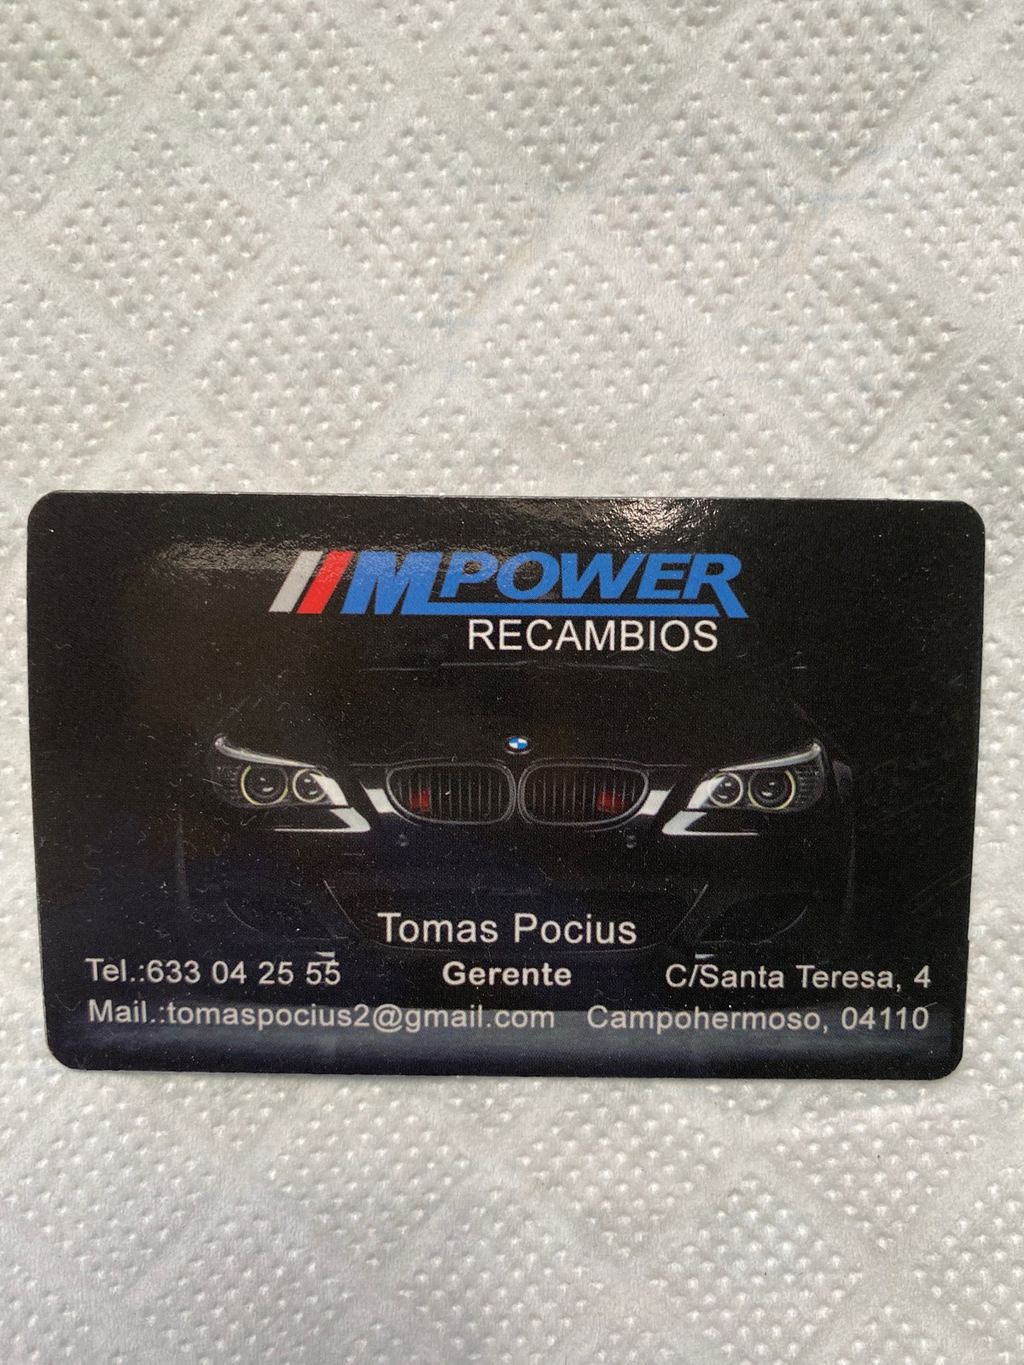 MPOWER
RECAMBIOS
Tomas Pocius
Tel.:633 04 25 55 Gerente C/Santa Teresa, 4
Mail.:tomaspocius2@gmail.com Campohermoso, 04110